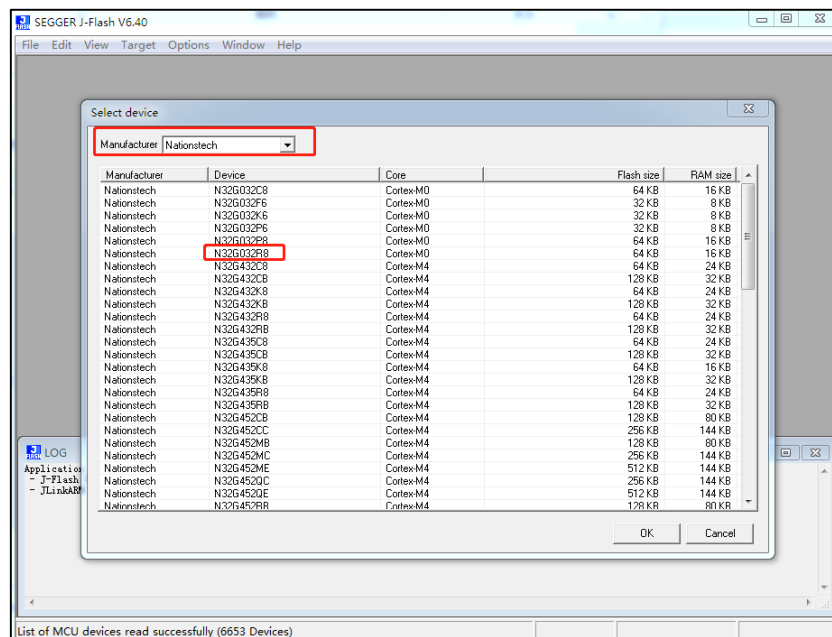 SEGGER J-Flash V6.40
File Edit View Target Options Window Help
Select device
Manufacturer Nationstech
Manufacturer Device Core Flash size RAM size
Nationstech N32G032C8 Cortex-M0 64 KB 16 KB
Nationstech N32G032F6 Cortex-M0 32 KB 8 KB
Nationstech N32G032K6 Cortex-M0 32 KB 8 KB
Nationstech N32G032P6 Cortex-M0 32 KB 8 KB
Nationstech N32G032P8 Cortex-M0 64 KB 16 KB
Nationstech N32G032R8 Cortex-M0 64 KB 16 KB
Nationstech N32G432C8 Cortex-M4 64 KB 24 KB
Nationstech N32G432CB Cortex-M4 128 KB 32 KB
Nationstech N32G432K8 Cortex-M4 64 KB 24 KB
Nationstech N32G432KB Cortex-M4 128 KB 32 KB
Nationstech N32G432R8 Cortex-M4 64 KB 24 KB
Nationstech N32G432RB Cortex-M4 128 KB 32 KB
Nationstech N32G435C8 Cortex-M4 64 KB 24 KB
Nationstech N32G435CB Cortex-M4 128 KB 32 KB
Nationstech N32G435K8 Cortex-M4 64 KB 16 KB
Nationstech N32G435KB Cortex-M4 128 KB 32 KB
Nationstech N32G435R8 Cortex-M4 64 KB 24 KB
Nationstech N32G435RB Cortex-M4 128 KB 32 KB
Nationstech N32G452CB Cortex-M4 128 KB 80 KB
Nationstech N32G452CC Cortex-M4 256 KB 144 KB
Nationstech N32G452MB Cortex-M4 128 KB 80 KB
Nationstech N32G452MC Cortex-M4 256 KB 144 KB
Nationstech N32G452ME Cortex-M4 512 KB 144 KB
Nationstech N32G452QC Cortex-M4 256 KB 144 KB
Nationstech N32G452QE Cortex-M4 512 KB 144 KB
Nationstech N32G452RB Cortex-M4 128 KB 80 KB
OK Cancel
LOG
Applicatio
- J-Flash
- JLinkAR
List of MCU devices read successfully (6653 Devices)